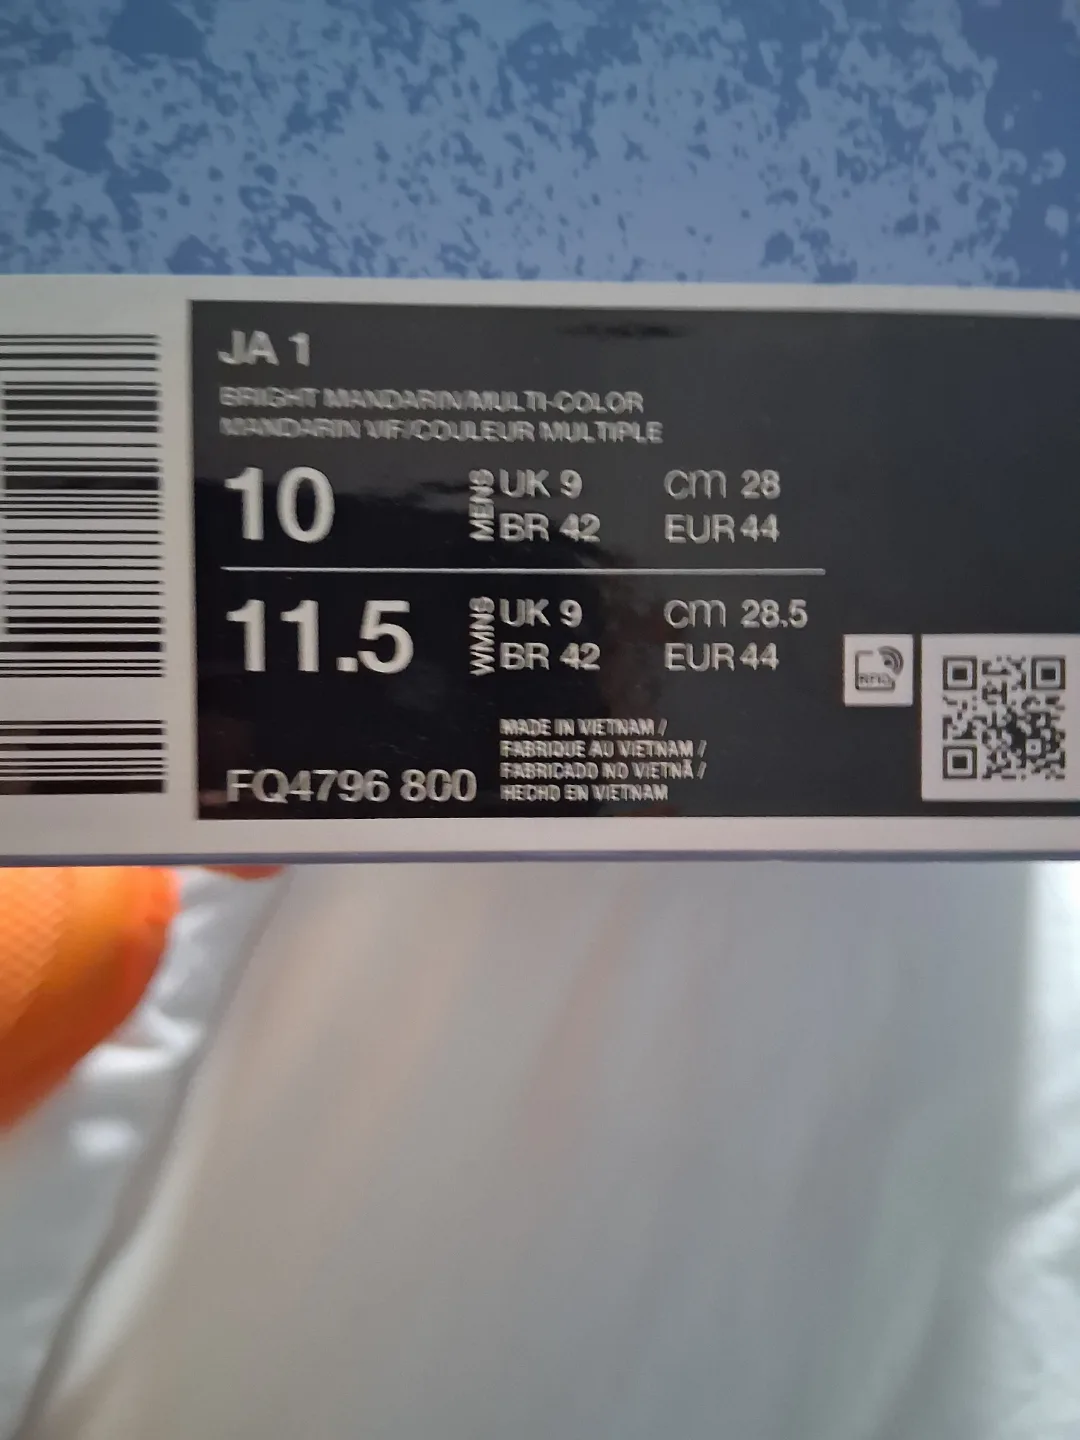 JA 1
BRIGHT MANDARIN/MULTI-COLOR
MANDARIN VIF/COULEUR MULTIPLE
10 MENS UK 9 cm 28
BR 42 EUR 44
11.5 WMNS UK 9 cm 28.5
BR 42 EUR 44
RFID
MADE IN VIETNAM /
FABRIQUE AU VIETNAM /
FABRICADO NO VIETNÃ /
HECHO EN VIETNAM
FQ4796 800